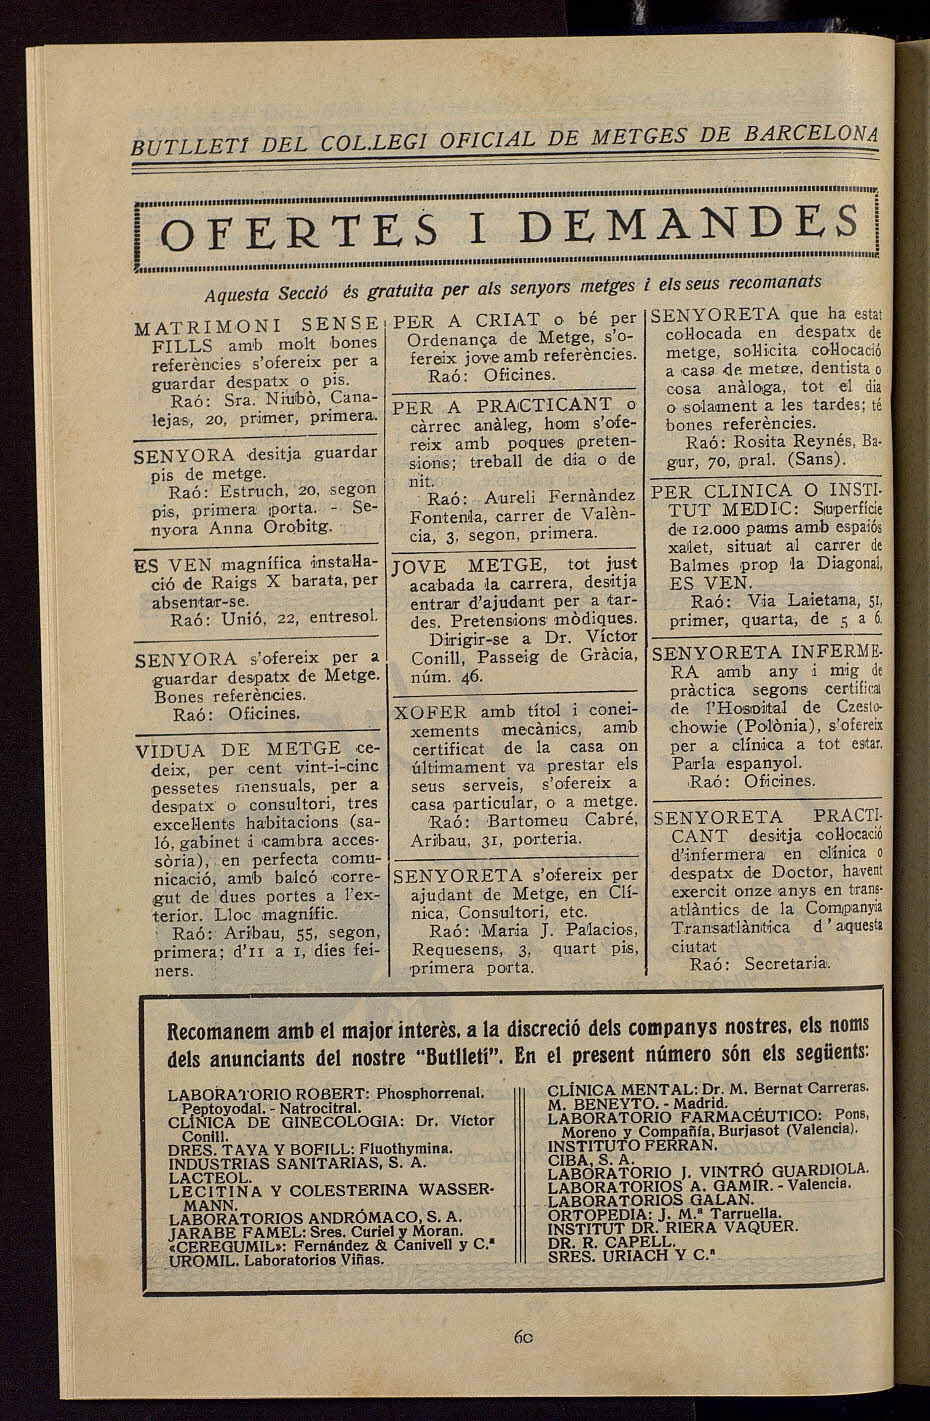 BUTLLETÍ DEL COL.LEGI OFICIAL DE METGES DE BARCELONA
OFERTES I DEMANDES
Aquesta Secció és gratuita per als senyors metges i els seus recomanats
MATRIMONI SENSE
FILLS amb molt bones
referències s'ofereix per a
guardar despatx o pis.
Raó: Sra. Niubò, Cana-
lejas, 20, primer, primera.
SENYORA desitja guardar
pis de metge.
Raó: Estruch, 20, segon
pis, primera porta. - Se-
nyora Anna Orobitg.
ES VEN magnífica instaHa-
ció de Raigs X barata, per
absentar-se.
Raó: Unió, 22, entresol.
SENYORA s'ofereix per a
guardar despatx de Metge.
Bones referències.
Raó: Oficines.
VIDUA DE METGE ce-
deix, per cent vint-i-cinc
pessetes mensuals, per a
despatx o consultori, tres
exceHents habitacions (sa-
ló, gabinet i cambra acces-
sòria), en perfecta comu-
nicació, amb balcó corre-
gut de dues portes a l'ex-
terior. Lloc magnífic.
Raó: Aribau, 55, segon,
primera; d'11 a 1, dies fei-
ners.
PER A CRIAT o bé per
Ordenança de Metge, s'o-
fereix jove amb referències.
Raó: Oficines.
PER A PRACTICANT o
càrrec anàleg, hom s'ofe-
reix amb poques preten-
sions; treball de dia o de
nit.
Raó: Aureli Fernàndez
Fontenla, carrer de Valèn-
cia, 3, segon, primera.
JOVE METGE, tot just
acabada la carrera, desitja
entrar d'ajudant per a tar-
des. Pretensions mòdiques.
Dirigir-se a Dr. Víctor
Conill, Passeig de Gràcia,
núm. 46.
XOFER amb títol i conei-
xements mecànics, amb
certificat de la casa on
últimament va prestar els
seus serveis, s'ofereix a
casa particular, o a metge.
Raó: Bartomeu Cabré,
Aribau, 31, porteria.
SENYORETA s'ofereix per
ajudant de Metge, en Clí-
nica, Consultori, etc.
Raó: Maria J. Palacios,
Requesens, 3, quart pis,
primera porta.
SENYORETA que ha estat
coHocada en despatx de
metge, soHicita coHocació
a casa de metge, dentista o
cosa anàloga, tot el dia
o solament a les tardes; té
bones referències.
Raó: Rosita Reynés, Ba-
gur, 70, pral. (Sans).
PER CLINICA O INSTI-
TUT MEDIC: Superfície
de 12.000 pams amb espaiós
xalet, situat al carrer de
Balmes prop la Diagonal,
ES VEN.
Raó: Via Laietana, 51,
primer, quarta, de 5 a 6.
SENYORETA INFERME-
RA amb any i mig de
pràctica segons certificat
de l'Hospital de Czesto-
chowie (Polònia), s'ofereix
per a clínica a tot estar.
Parla espanyol.
Raó: Oficines.
SENYORETA PRACTI-
CANT desitja coHocació
d'infermera en clínica o
despatx de Doctor, havent
exercit onze anys en trans-
atlàntics de la Companyia
Transatlàntica d'aquesta
ciutat
Raó: Secretaria.
Recomanem amb el major interès, a la discreció dels companys nostres, els noms
dels anunciants del nostre "Butlletí". En el present número són els següents:
LABORATORIO ROBERT: Phosphorrenal.
Peptoyodal. - Natrocitral.
CLÍNICA DE GINECOLOGIA: Dr. Víctor
Conill.
DRES. TAYA Y BOFILL: Fluothymina.
INDUSTRIAS SANITARIAS, S. A.
LACTEOL.
LECITINA Y COLESTERINA WASSER-
MANN.
LABORATORIOS ANDRÓMACO, S. A.
JARABE FAMEL: Sres. Curiel y Moran.
«CEREGUMIL»: Fernández & Canivell y C.ª
UROMIL. Laboratorios Viñas.
CLÍNICA MENTAL: Dr. M. Bernat Carreras.
M. BENEYTO. - Madrid.
LABORATORIO FARMACÉUTICO: Pons,
Moreno y Compañía, Burjasot (Valencia).
INSTITUTO FERRAN.
CIBA, S. A.
LABORATORIO J. VINTRÓ GUARDIOLA.
LABORATORIOS A. GAMIR. - Valencia.
LABORATORIOS GALAN.
ORTOPEDIA: J. M.ª Tarruella.
INSTITUT DR. RIERA VAQUER.
DR. R. CAPELL.
SRES. URIACH Y C.ª
60